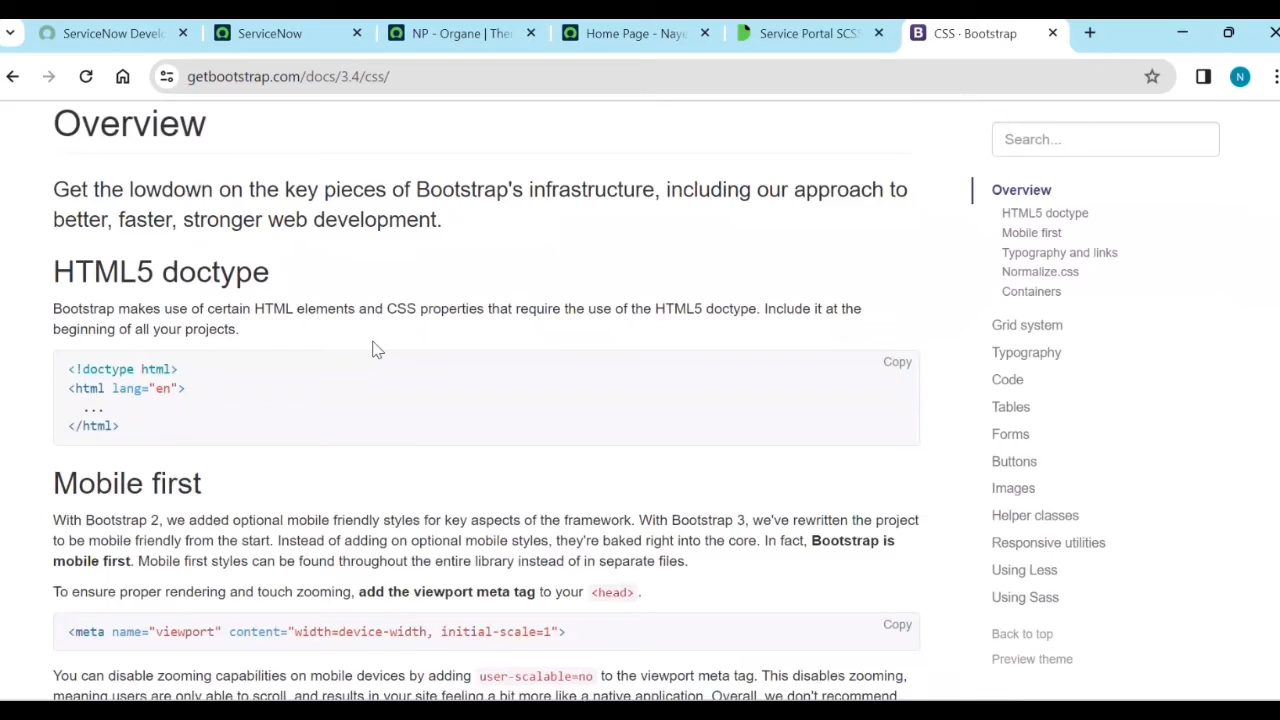 ServiceNow Devel
ServiceNow
NP - Organe | The
Home Page - Naye
Service Portal SCSS
CSS · Bootstrap
getbootstrap.com/docs/3.4/css/
N
Overview
Get the lowdown on the key pieces of Bootstrap's infrastructure, including our approach to
better, faster, stronger web development.
HTML5 doctype
Bootstrap makes use of certain HTML elements and CSS properties that require the use of the HTML5 doctype. Include it at the
beginning of all your projects.
Copy
<!doctype html>
<html lang="en">
...
</html>
Mobile first
With Bootstrap 2, we added optional mobile friendly styles for key aspects of the framework. With Bootstrap 3, we've rewritten the project
to be mobile friendly from the start. Instead of adding on optional mobile styles, they're baked right into the core. In fact, Bootstrap is
mobile first. Mobile first styles can be found throughout the entire library instead of in separate files.
To ensure proper rendering and touch zooming, add the viewport meta tag to your <head>.
Copy
<meta name="viewport" content="width=device-width, initial-scale=1">
You can disable zooming capabilities on mobile devices by adding user-scalable=no to the viewport meta tag. This disables zooming,
meaning users are only able to scroll, and results in your site feeling a bit more like a native application. Overall, we don't recommend
Search...
Overview
HTML5 doctype
Mobile first
Typography and links
Normalize.css
Containers
Grid system
Typography
Code
Tables
Forms
Buttons
Images
Helper classes
Responsive utilities
Using Less
Using Sass
Back to top
Preview theme